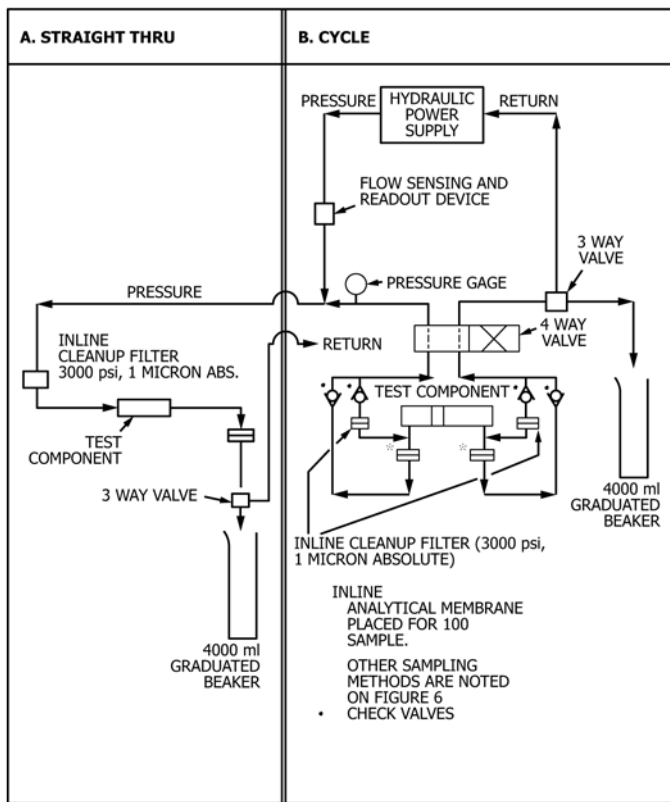 A. STRAIGHT THRU
B. CYCLE
PRESSURE
HYDRAULIC
POWER
SUPPLY
RETURN
FLOW SENSING AND
READOUT DEVICE
3 WAY
VALVE
PRESSURE
PRESSURE GAGE
4 WAY
VALVE
RETURN
INLINE
CLEANUP FILTER
3000 psi, 1 MICRON ABS.
TEST
COMPONENT
TEST COMPONENT
* * * *
* *
3 WAY VALVE
4000 ml
GRADUATED
BEAKER
4000 ml
GRADUATED
BEAKER
INLINE CLEANUP FILTER (3000 psi,
1 MICRON ABSOLUTE)
INLINE
ANALYTICAL MEMBRANE
PLACED FOR 100
SAMPLE.
OTHER SAMPLING
METHODS ARE NOTED
ON FIGURE 6
* CHECK VALVES